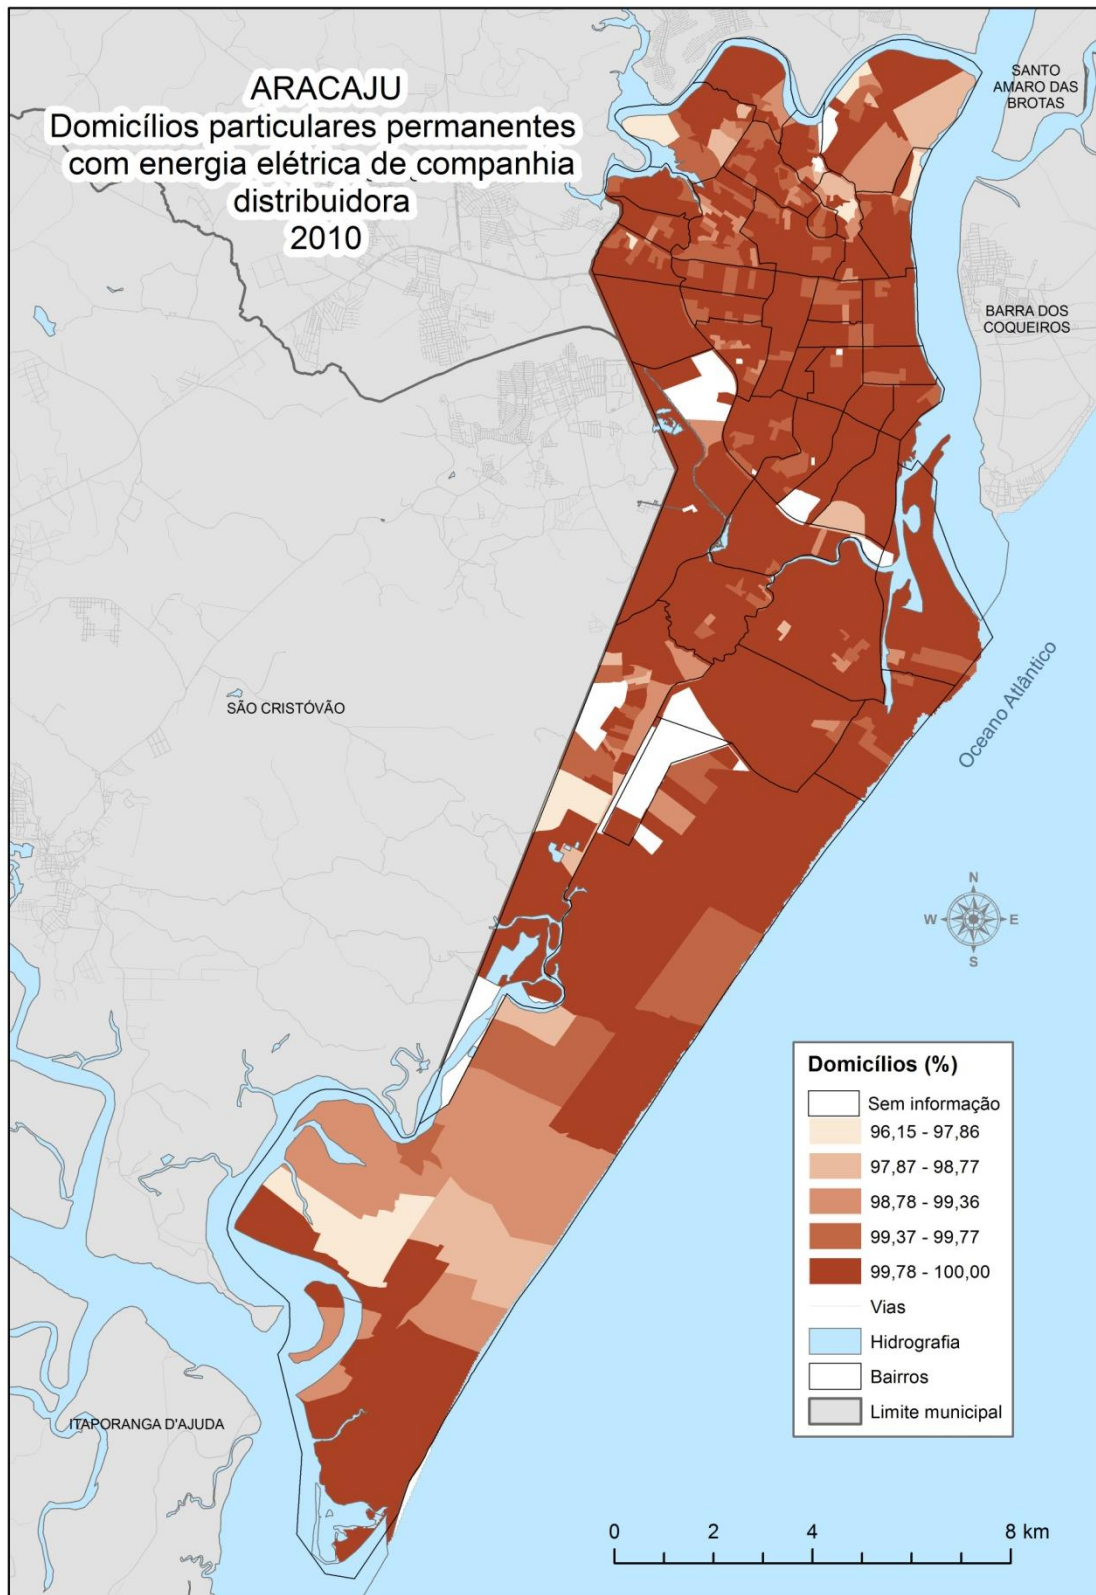 ARACAJU
Domicílios particulares permanentes
com energia elétrica de companhia
distribuidora
2010
SANTO
AMARO DAS
BROTAS
BARRA DOS
COQUEIROS
SÃO CRISTÓVÃO
Oceano Atlântico
N
W
E
S
Domicílios (%)
Sem informação
96,15 - 97,86
97,87 - 98,77
98,78 - 99,36
99,37 - 99,77
99,78 - 100,00
Vias
Hidrografia
Bairros
Limite municipal
ITAPORANGA D'AJUDA
0 2 4 8 km